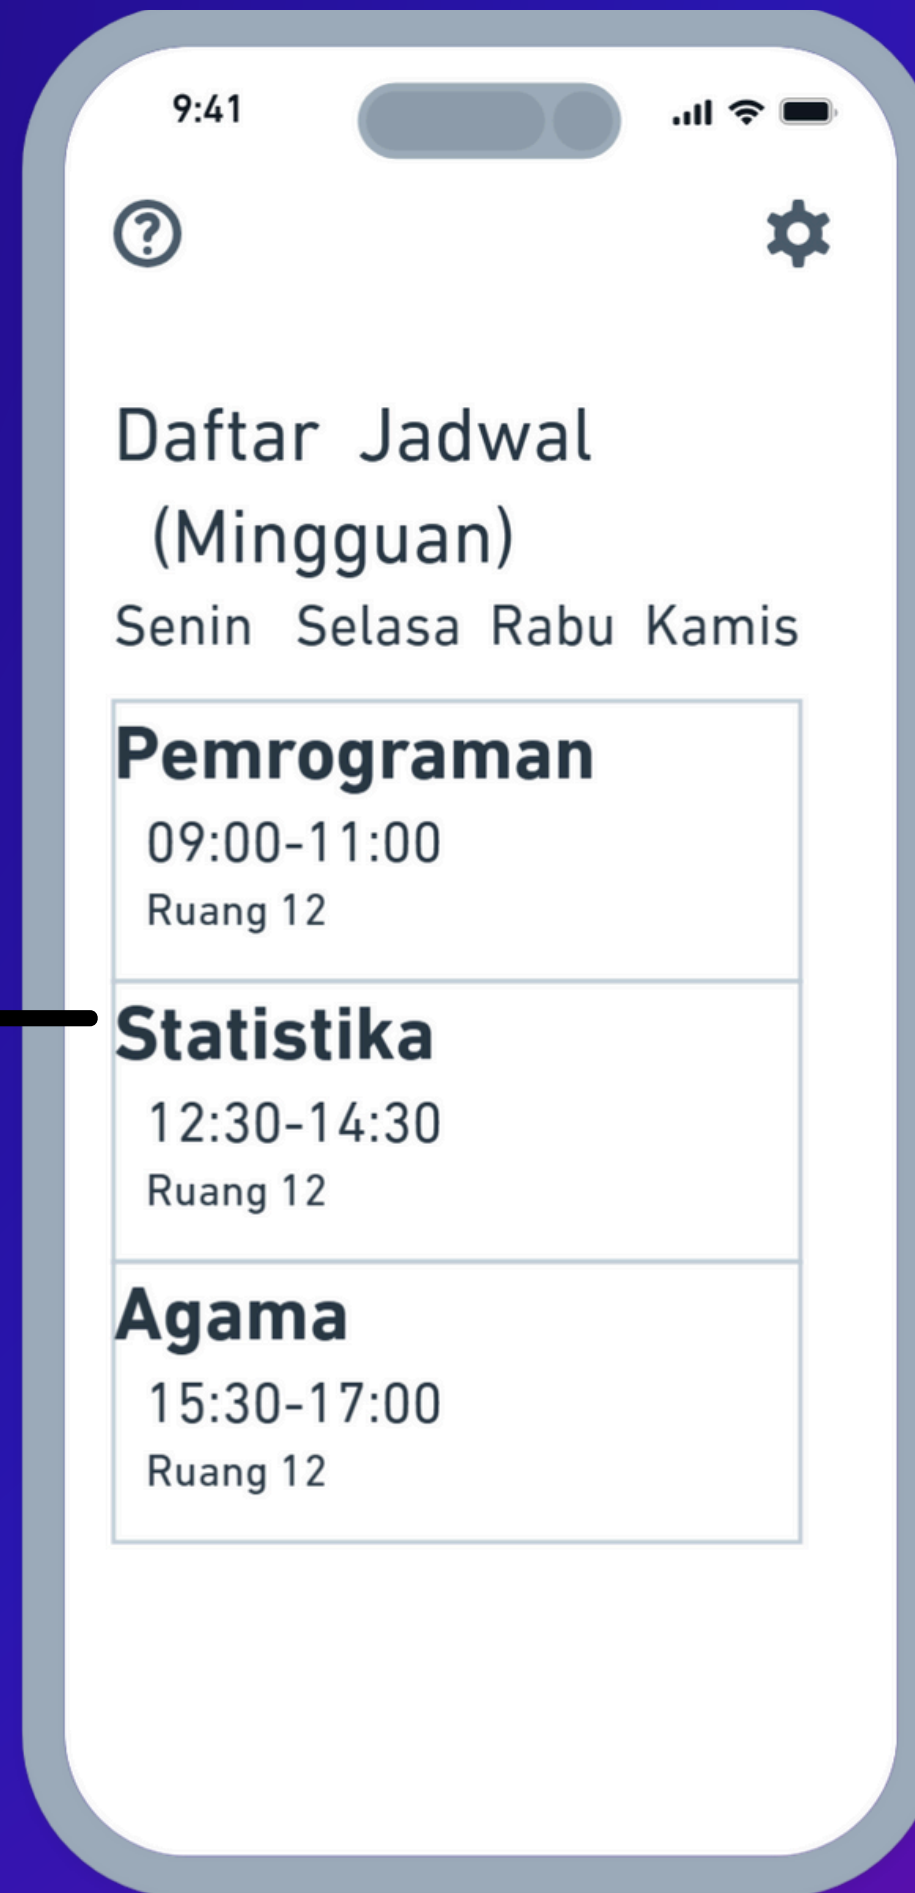 9:41
?
Daftar Jadwal
(Mingguan)
Senin Selasa Rabu Kamis
Pemrograman
09:00-11:00
Ruang 12
Statistika
12:30-14:30
Ruang 12
Agama
15:30-17:00
Ruang 12